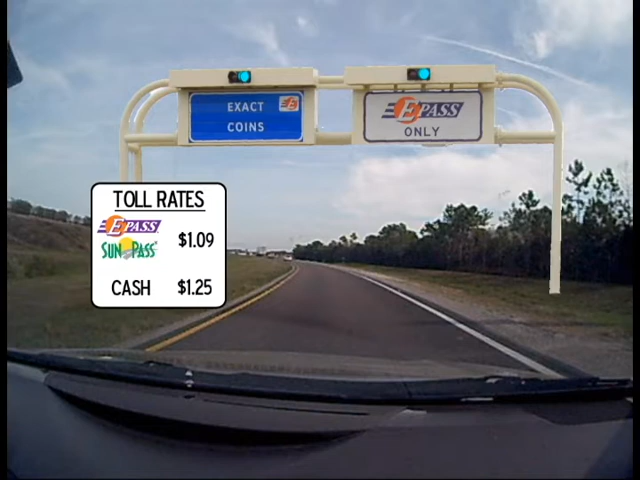 EXACT
COINS
E
EPASS
ONLY
TOLL RATES
EPASS
SUNPASS
$1.09
CASH $1.25